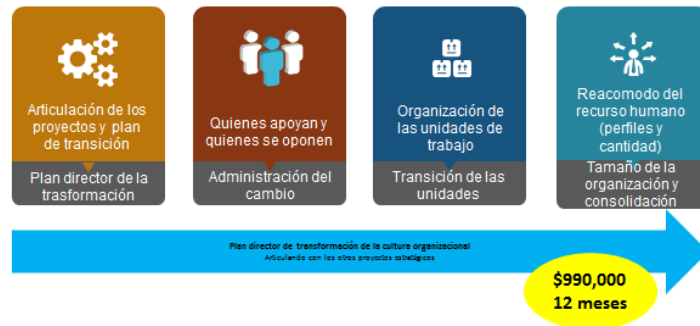 Articulación de los
proyectos y plan
de transición
Plan director de la
trasformación
Quienes apoyan y
quienes se oponen
Administración del
cambio
Organización de
las unidades de
trabajo
Transición de las
unidades
Reacomodo del
recurso humano
(perfiles y
cantidad)
Tamaño de la
organización y
consolidación
Plan director de transformación de la cultura organizacional
Articulando con los otros proyectos estratégicos
$990,000
12 meses